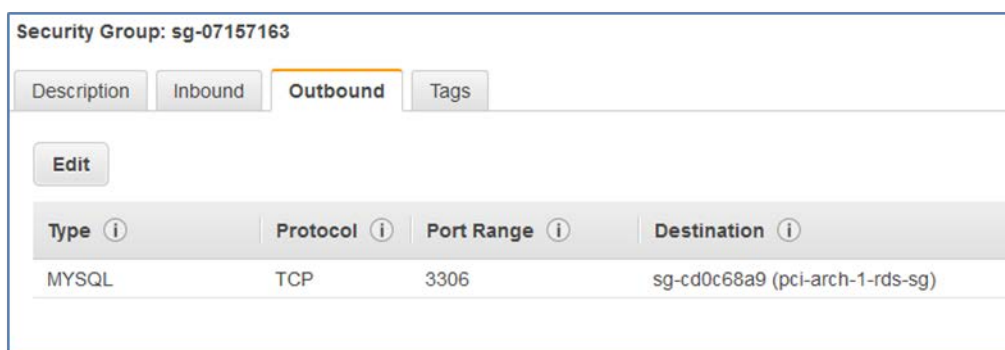 Security Group: sg-07157163
Description Inbound Outbound Tags
Edit
Type i Protocol i Port Range i Destination i
MYSQL TCP 3306 sg-cd0c68a9 (pci-arch-1-rds-sg)